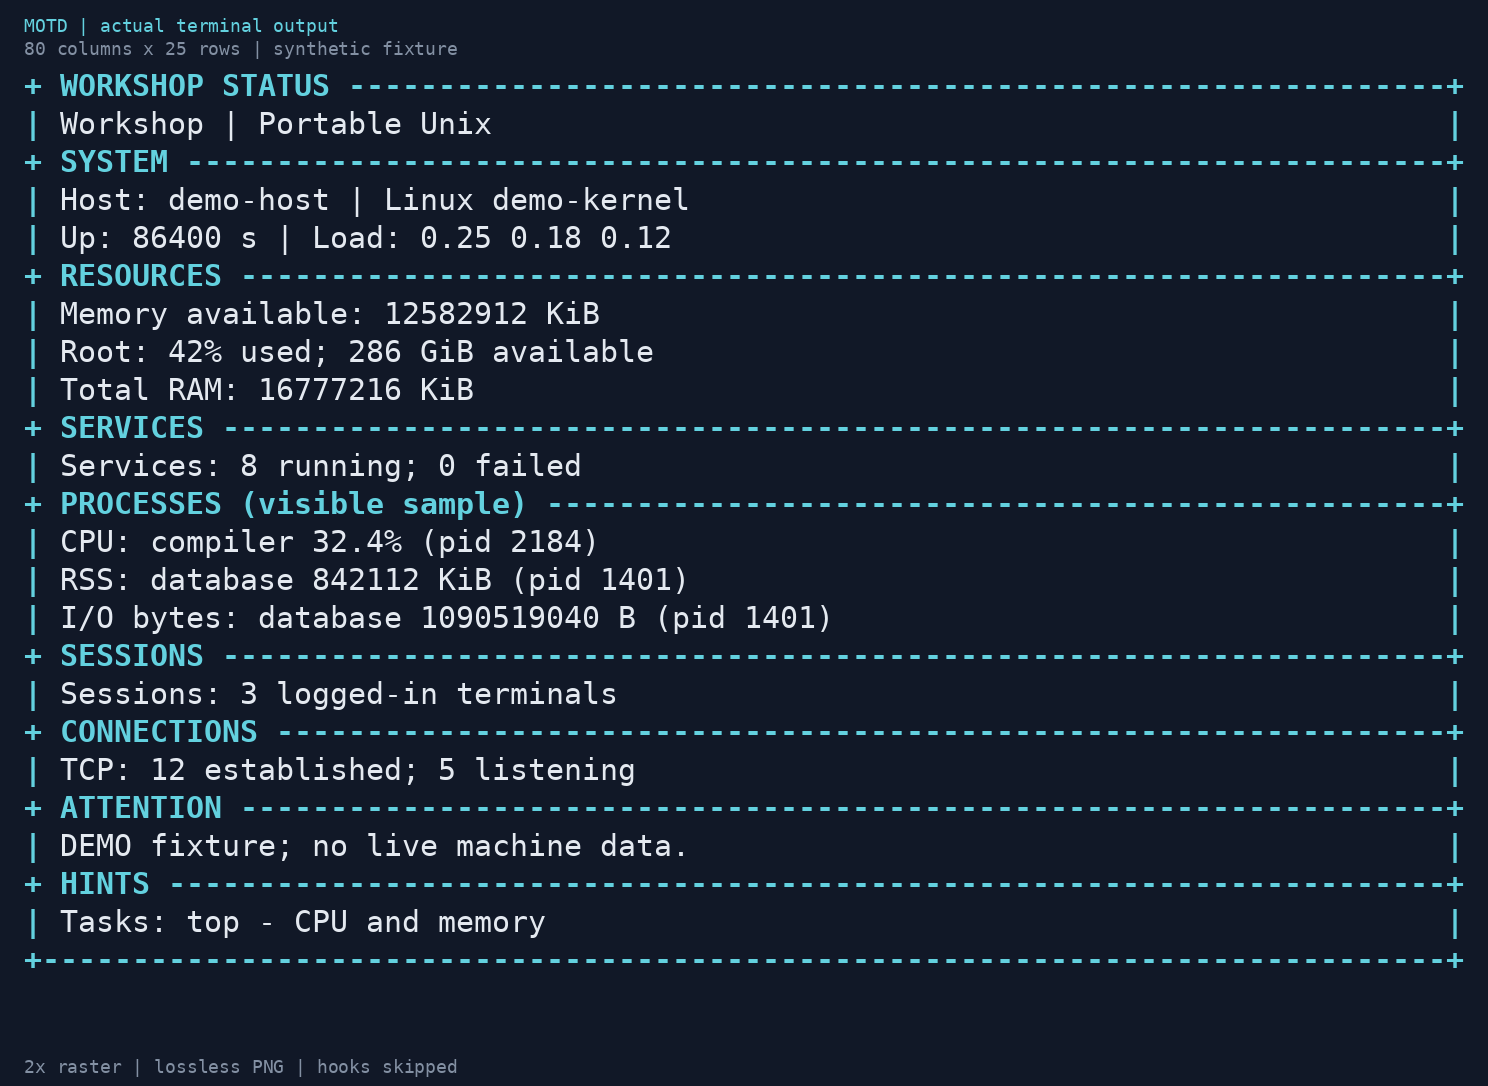 MOTD | actual terminal output
80 columns x 25 rows | synthetic fixture
+ WORKSHOP STATUS -------------------------------------------------------------+
| Workshop | Portable Unix                                                     |
+ SYSTEM ----------------------------------------------------------------------+
| Host: demo-host | Linux demo-kernel                                          |
| Up: 86400 s | Load: 0.25 0.18 0.12                                           |
+ RESOURCES -------------------------------------------------------------------+
| Memory available: 12582912 KiB                                               |
| Root: 42% used; 286 GiB available                                            |
| Total RAM: 16777216 KiB                                                      |
+ SERVICES --------------------------------------------------------------------+
| Services: 8 running; 0 failed                                                |
+ PROCESSES (visible sample) --------------------------------------------------+
| CPU: compiler 32.4% (pid 2184)                                               |
| RSS: database 842112 KiB (pid 1401)                                          |
| I/O bytes: database 1090519040 B (pid 1401)                                  |
+ SESSIONS --------------------------------------------------------------------+
| Sessions: 3 logged-in terminals                                              |
+ CONNECTIONS -----------------------------------------------------------------+
| TCP: 12 established; 5 listening                                             |
+ ATTENTION -------------------------------------------------------------------+
| DEMO fixture; no live machine data.                                          |
+ HINTS -----------------------------------------------------------------------+
| Tasks: top - CPU and memory                                                  |
+------------------------------------------------------------------------------+
2x raster | lossless PNG | hooks skipped